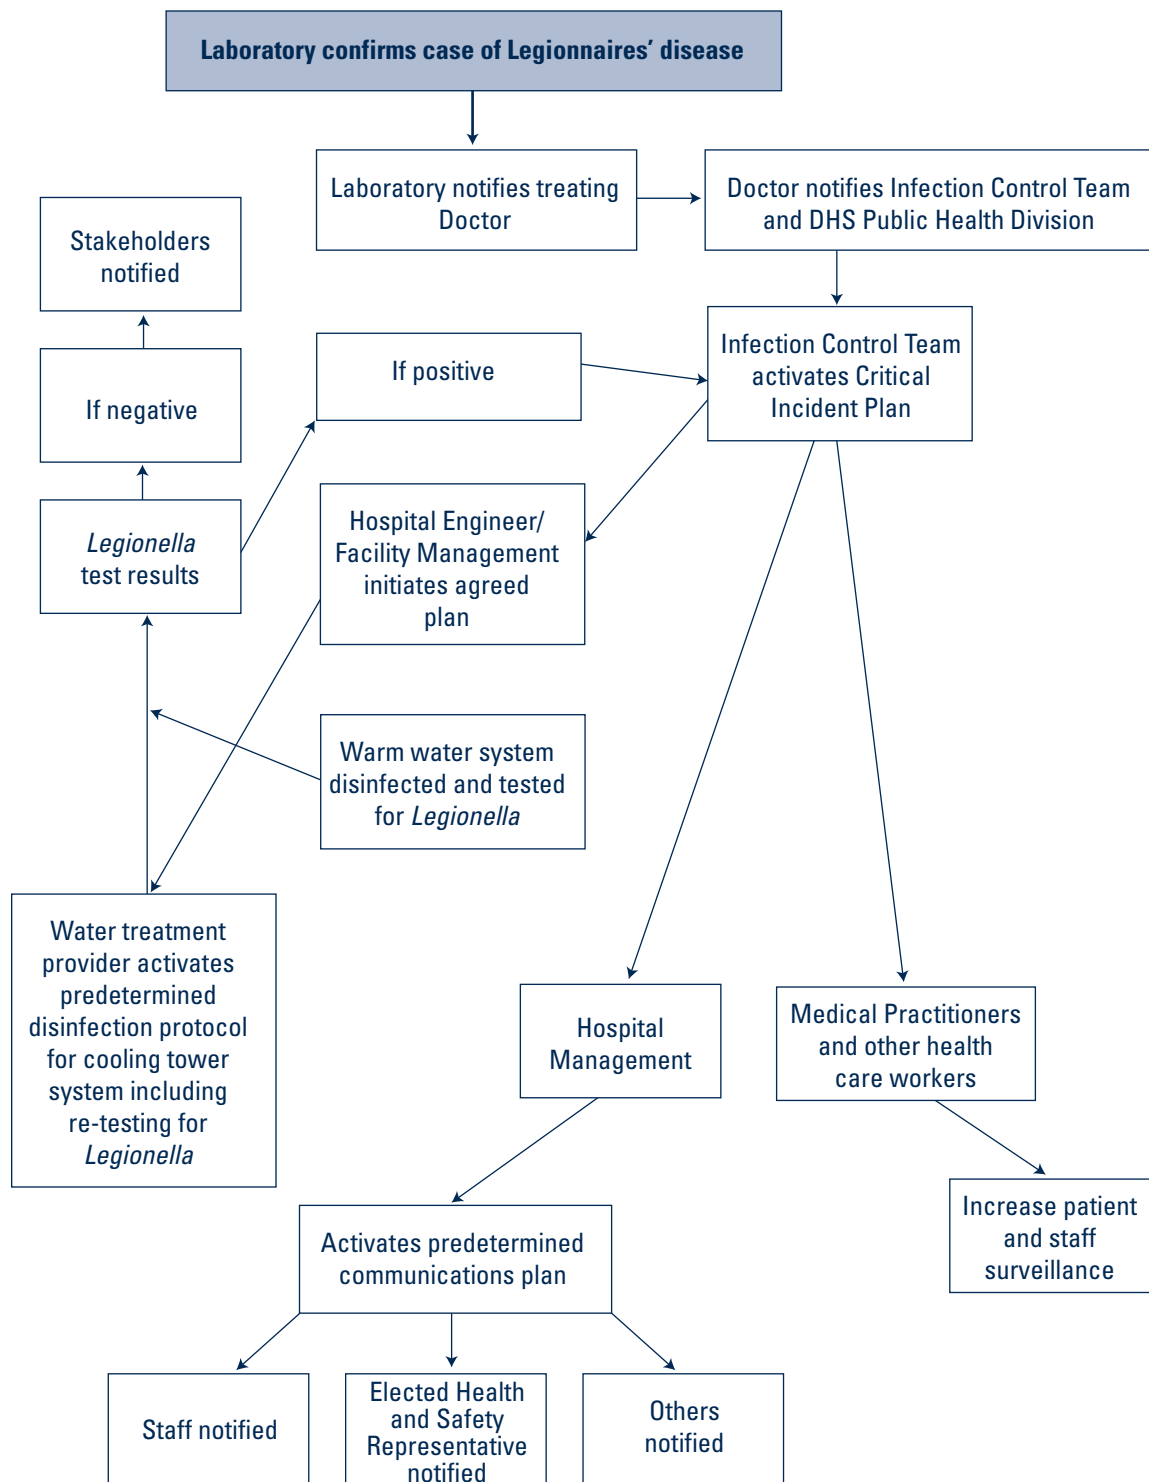 Laboratory confirms case of Legionnaires’ disease
Laboratory notifies treating
Doctor
Doctor notifies Infection Control Team
and DHS Public Health Division
Stakeholders
notified
If negative
Legionella
test results
If positive
Infection Control Team
activates Critical
Incident Plan
Hospital Engineer/
Facility Management
initiates agreed
plan
Warm water system
disinfected and tested
for Legionella
Water treatment
provider activates
predetermined
disinfection protocol
for cooling tower
system including
re-testing for
Legionella
Hospital
Management
Medical Practitioners
and other health
care workers
Increase patient
and staff
surveillance
Activates predetermined
communications plan
Staff notified
Elected Health
and Safety
Representative
notified
Others
notified